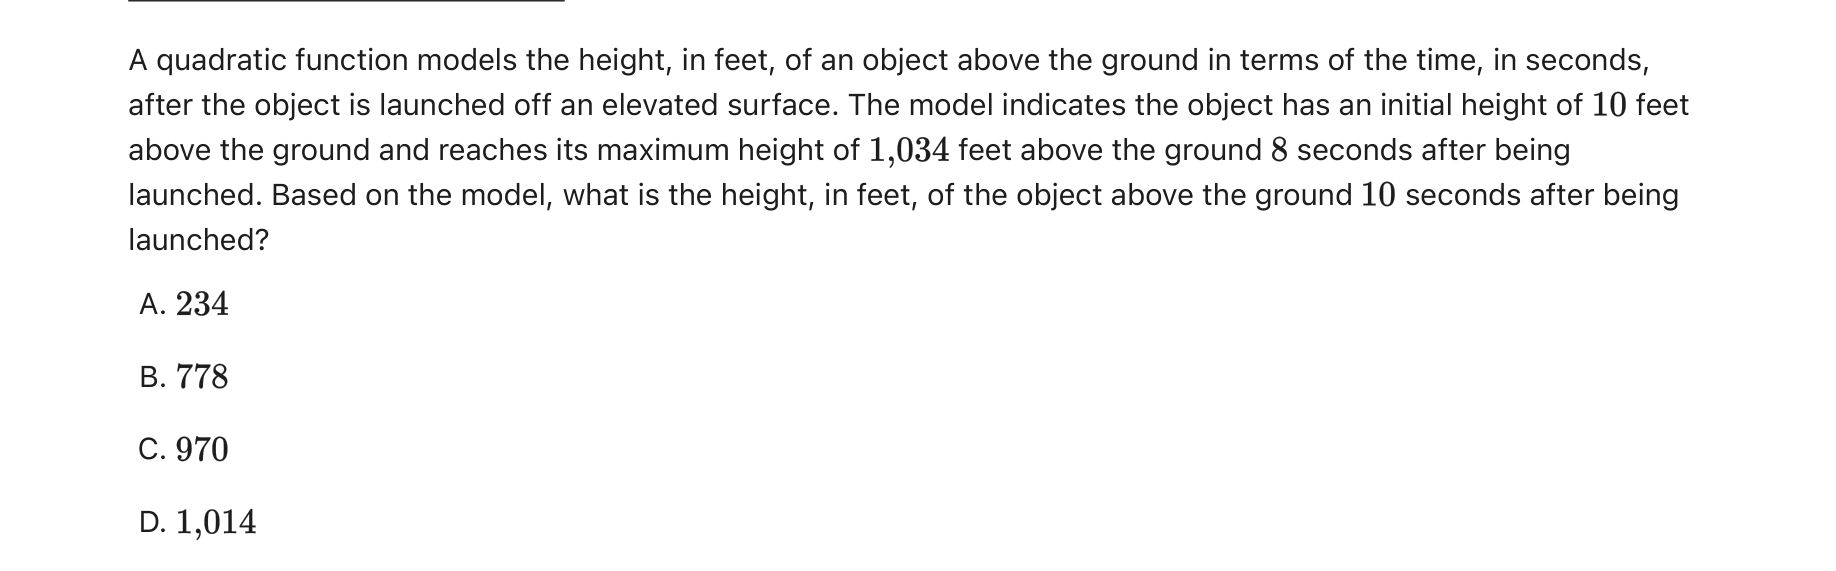 A quadratic function models the height, in feet, of an object above the ground in terms of the time, in seconds,
after the object is launched off an elevated surface. The model indicates the object has an initial height of 10 feet
above the ground and reaches its maximum height of 1,034 feet above the ground 8 seconds after being
launched. Based on the model, what is the height, in feet, of the object above the ground 10 seconds after being
launched?
A. 234
B. 778
C. 970
D. 1,014